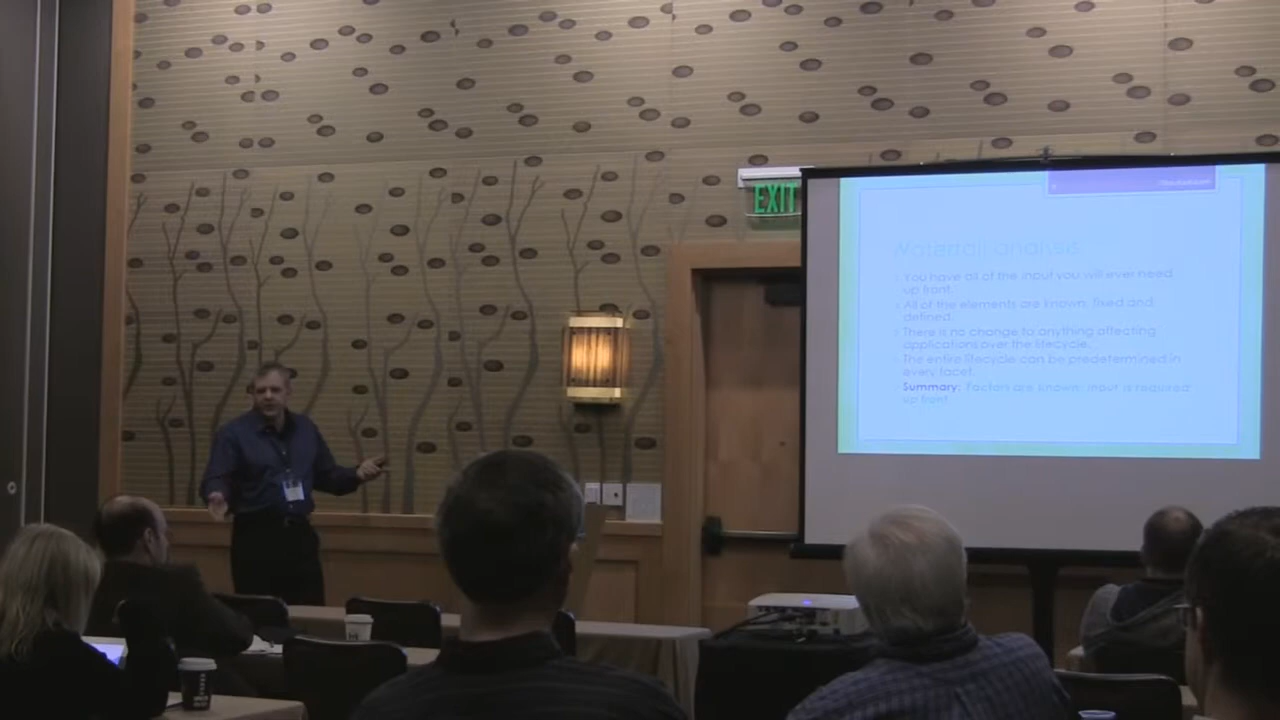 EXIT
Waterfall analysis
You have all of the input you will ever need
up front.
All of the elements are known, fixed and
defined.
There is no change to anything affecting
applications over the lifecycle.
The entire lifecycle can be predetermined in
every facet.
Summary: Factors are known; input is required
up front.